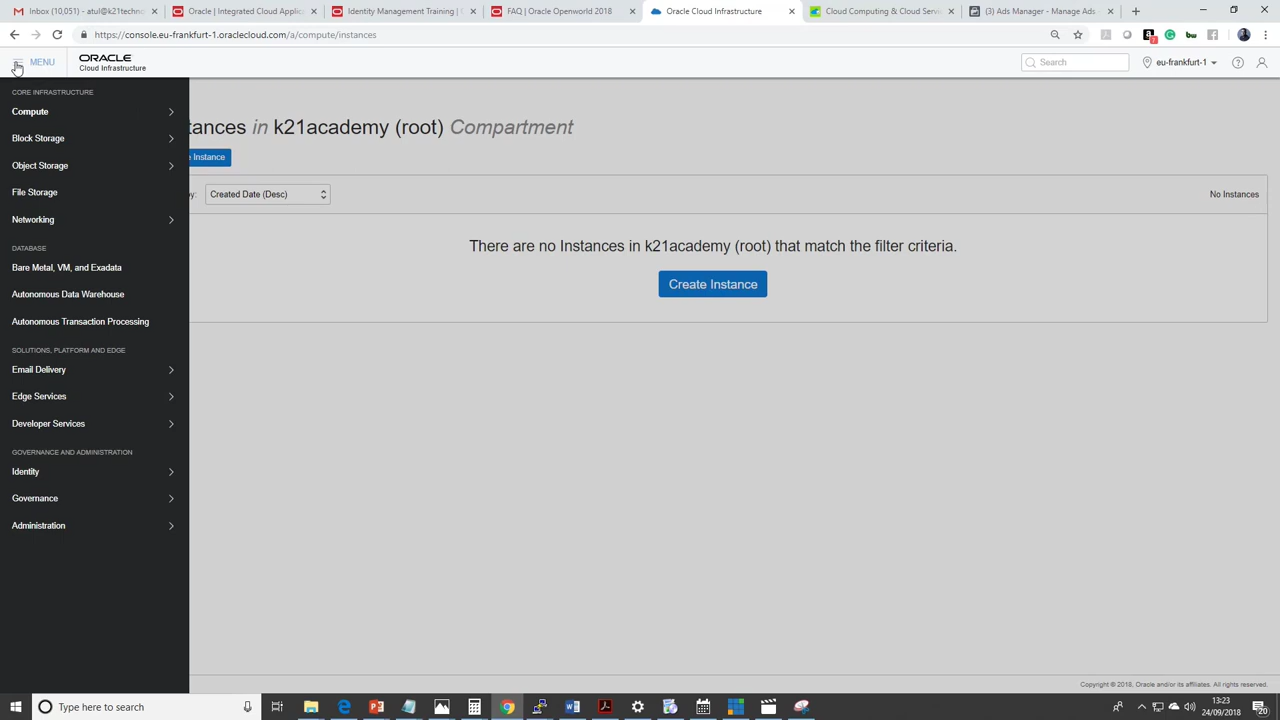 Inbox (10,051) - atul@k21techno
Oracle | Integrated Cloud Applic
Identity Management Training |
FAQ | Oracle Openworld 2018
Oracle Cloud Infrastructure
Cloud Computing & Cloud Servi
(3) Ads Manager - Manage Ads
https://console.eu-frankfurt-1.oraclecloud.com/a/compute/instances
MENU
ORACLE
Cloud Infrastructure
Search
eu-frankfurt-1
CORE INFRASTRUCTURE
Compute
Block Storage
Object Storage
File Storage
Networking
DATABASE
Bare Metal, VM, and Exadata
Autonomous Data Warehouse
Autonomous Transaction Processing
SOLUTIONS, PLATFORM AND EDGE
Email Delivery
Edge Services
Developer Services
GOVERNANCE AND ADMINISTRATION
Identity
Governance
Administration
tances in k21academy (root) Compartment
e Instance
by:
Created Date (Desc)
No Instances
There are no Instances in k21academy (root) that match the filter criteria.
Create Instance
Copyright © 2018, Oracle and/or its affiliates. All rights reserved.
Type here to search
13:23
24/09/2018